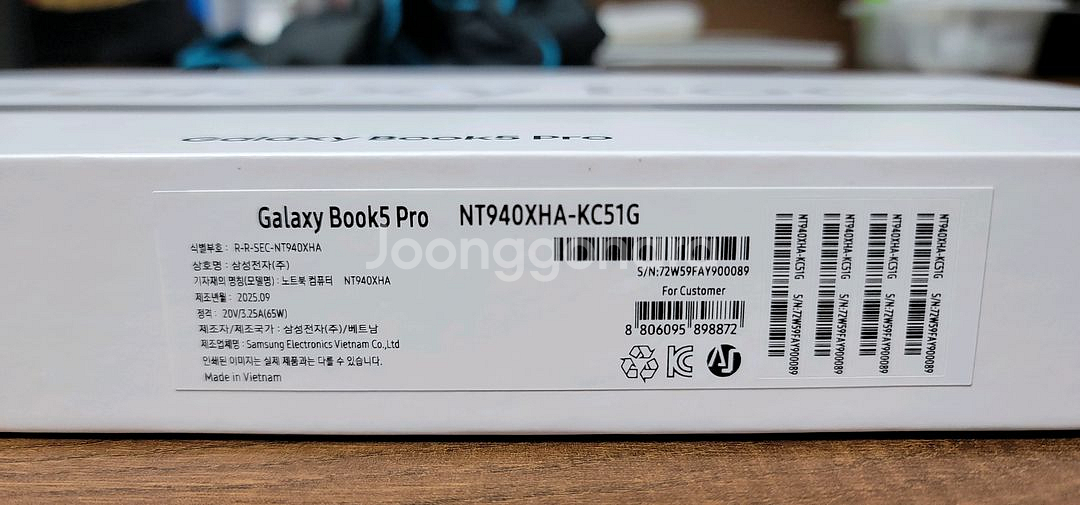 Galaxy Book5 Pro
Galaxy Book5 Pro NT940XHA-KC51G
식별부호 : R-R-SEC-NT940XHA
상호명 : 삼성전자(주)
기자재의 명칭(모델명) : 노트북 컴퓨터 NT940XHA
제조년월 : 2025.09
정격 : 20V/3.25A(65W)
제조자/제조국가 : 삼성전자(주)/베트남
제조업체명 : Samsung Electronics Vietnam Co.,Ltd
인쇄된 이미지는 실제 제품과는 다를 수 있습니다.
Made in Vietnam
S/N:72W59FAY900089
For Customer
8 806095 898872
NT940XHA-KC51G S/N:72W59FAY900089
NT940XHA-KC51G S/N:72W59FAY900089
NT940XHA-KC51G S/N:72W59FAY900089
NT940XHA-KC51G S/N:72W59FAY900089